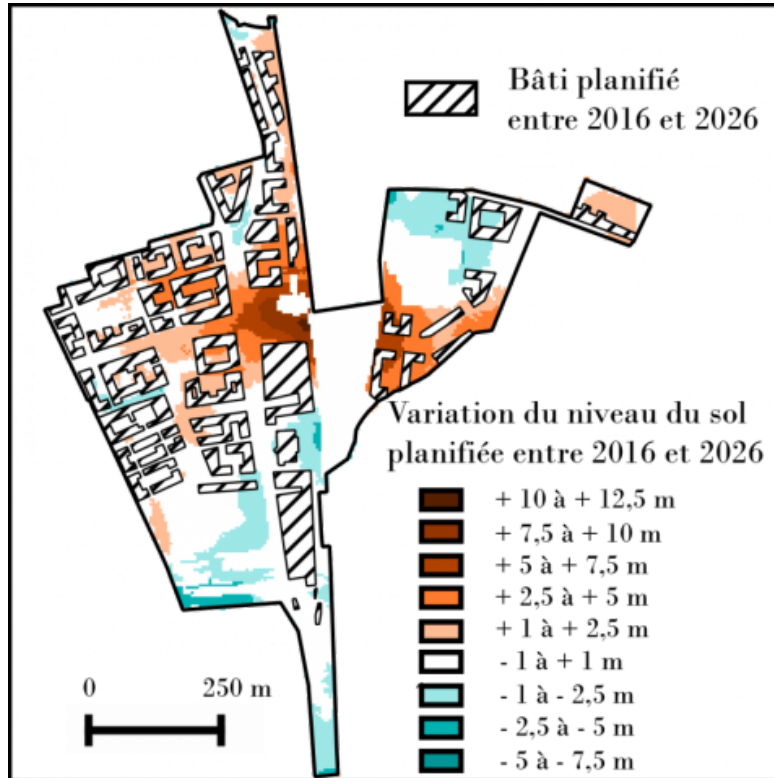 Bâti planifié
entre 2016 et 2026
Variation du niveau du sol
planifiée entre 2016 et 2026
+ 10 à + 12,5 m
+ 7,5 à + 10 m
+ 5 à + 7,5 m
+ 2,5 à + 5 m
+ 1 à + 2,5 m
- 1 à + 1 m
- 1 à - 2,5 m
- 2,5 à - 5 m
- 5 à - 7,5 m
0 250 m